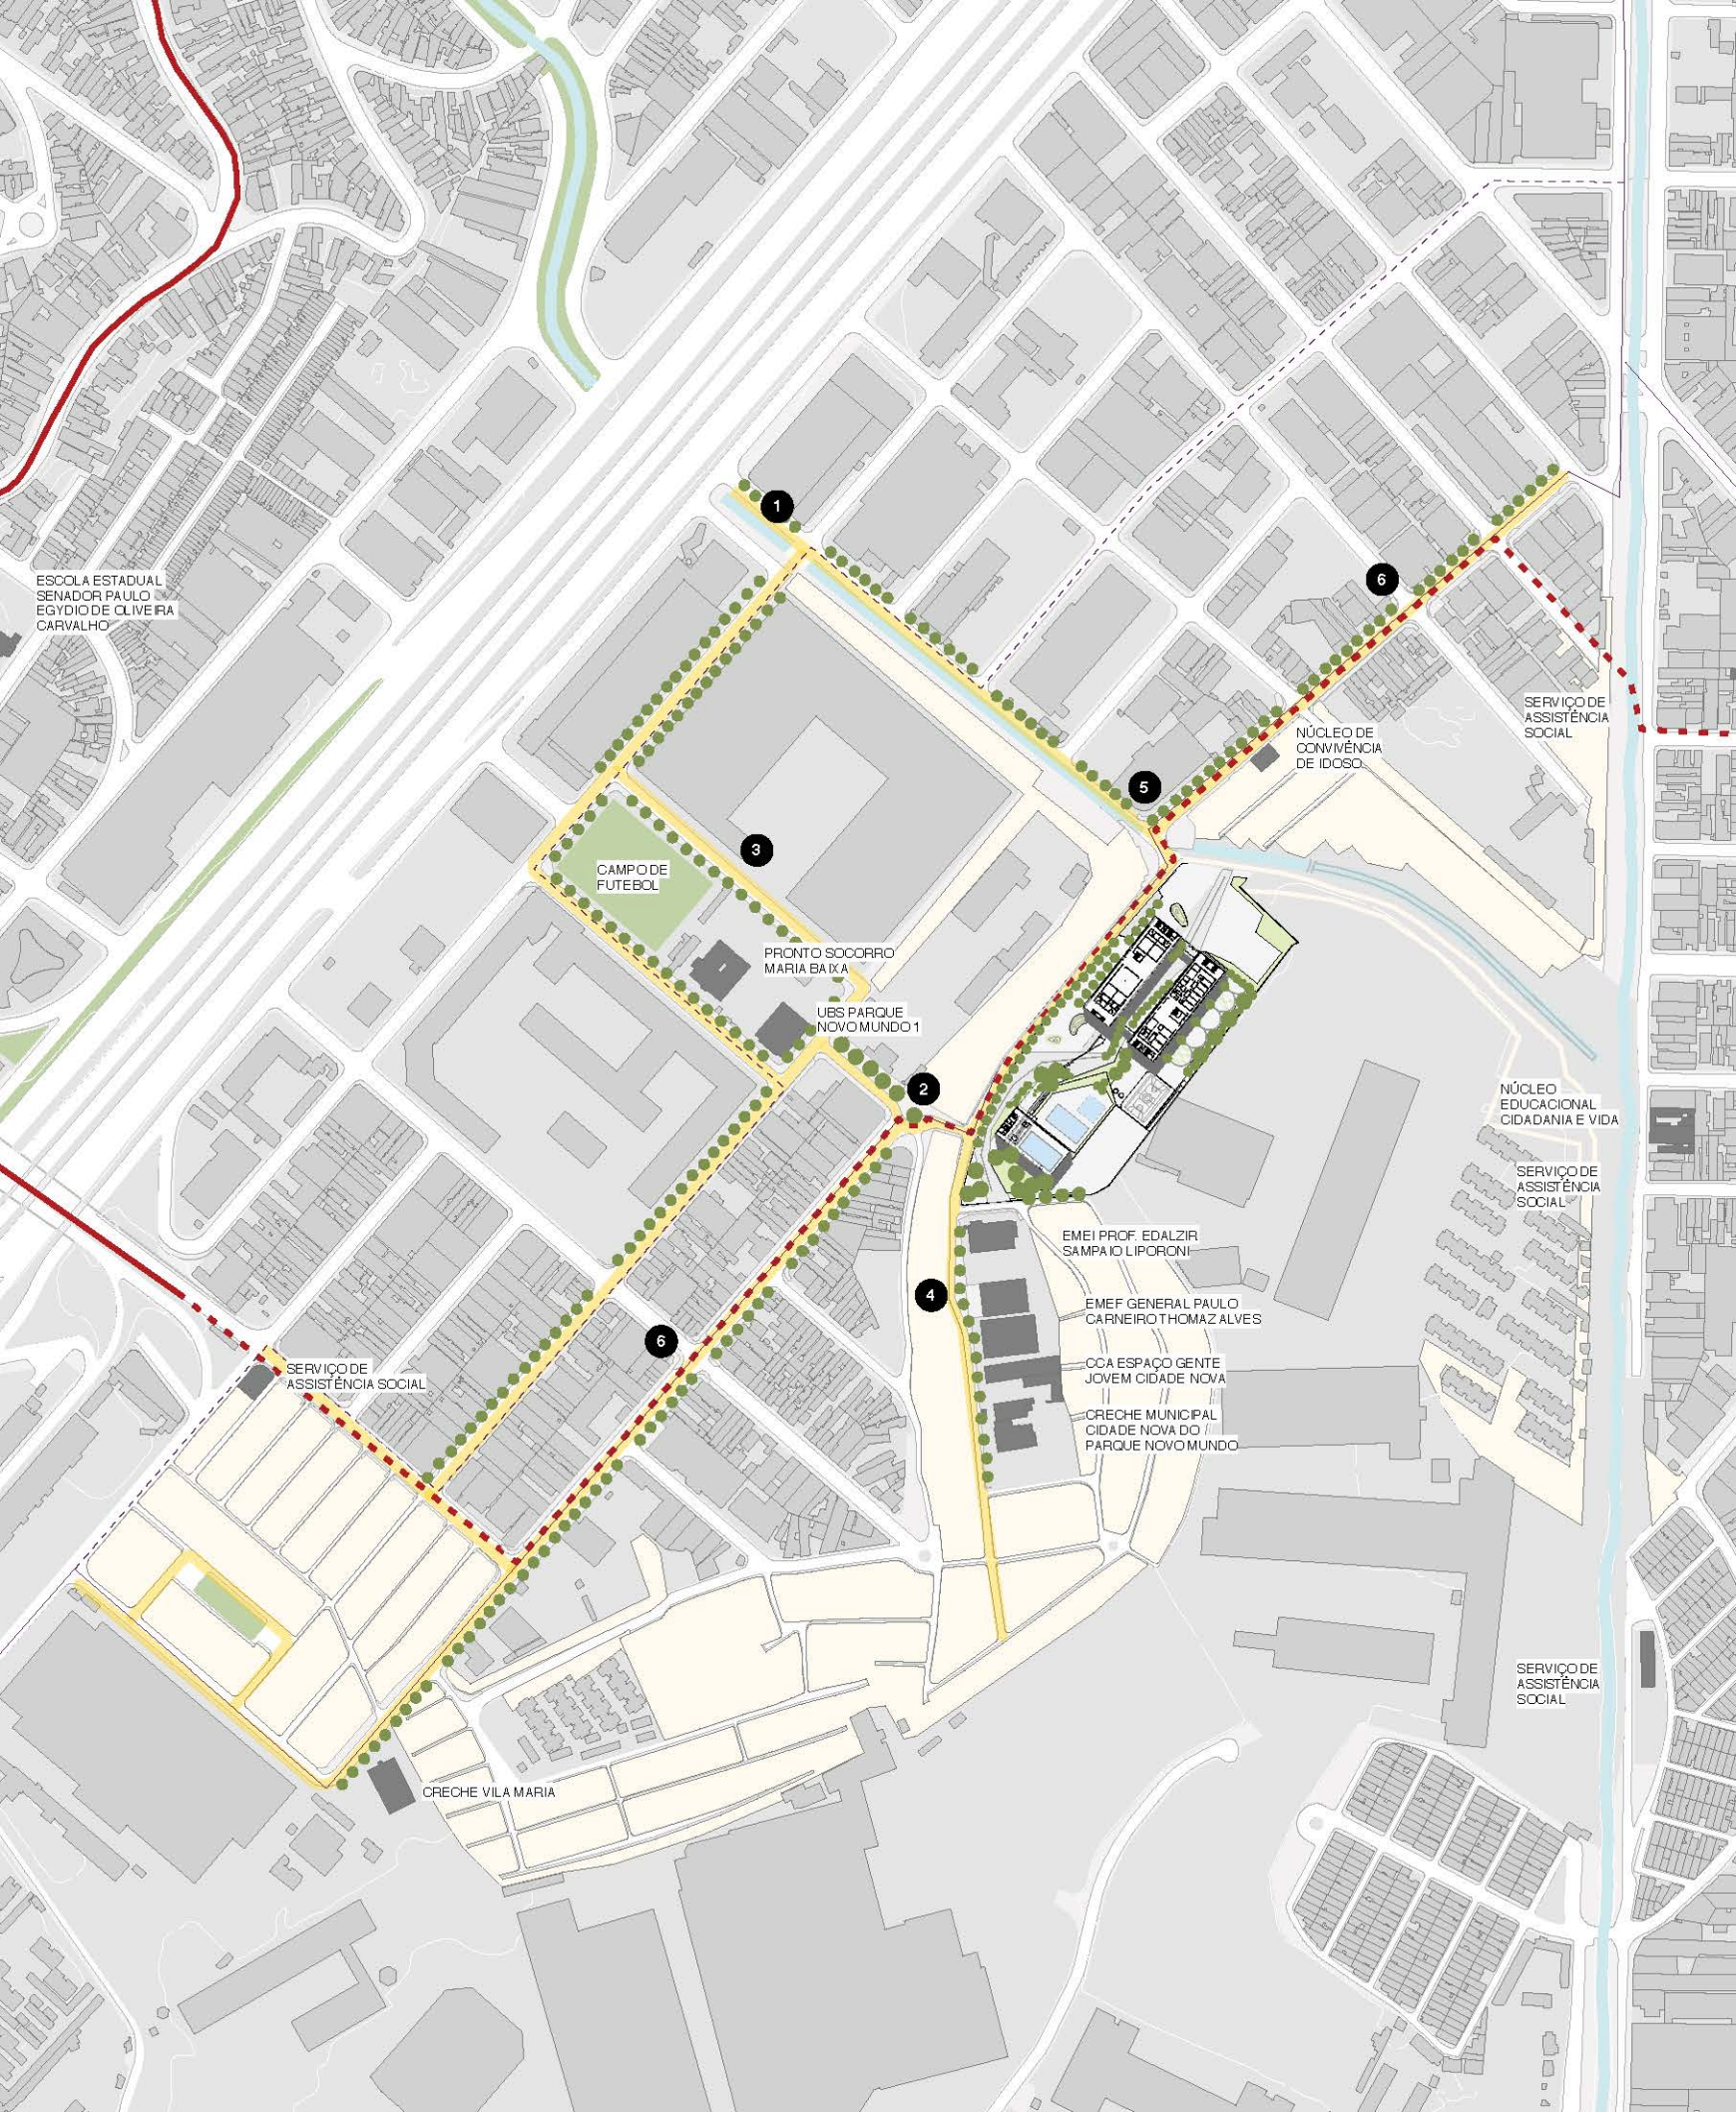 1
ESCOLA ESTADUAL
SENADOR PAULO
EGYDIO DE OLIVEIRA
CARVALHO
6
SERVIÇO DE
ASSISTÊNCIA
SOCIAL
NÚCLEO DE
CONVIVÊNCIA
DE IDOSO
5
3
CAMPO DE
FUTEBOL
PRONTO SOCORRO
MARIA BAIXA
UBS PARQUE
NOVO MUNDO 1
2
NÚCLEO
EDUCACIONAL
CIDADANIA E VIDA
SERVIÇO DE
ASSISTÊNCIA
SOCIAL
EMEI PROF. EDALZIR
SAMPAIO LIPORONI
4
EMEF GENERAL PAULO
CARNEIRO THOMAZ ALVES
6
SERVIÇO DE
ASSISTÊNCIA SOCIAL
CCA ESPAÇO GENTE
JOVEM CIDADE NOVA
CRECHE MUNICIPAL
CIDADE NOVA DO
PARQUE NOVO MUNDO
SERVIÇO DE
ASSISTÊNCIA
SOCIAL
CRECHE VILA MARIA